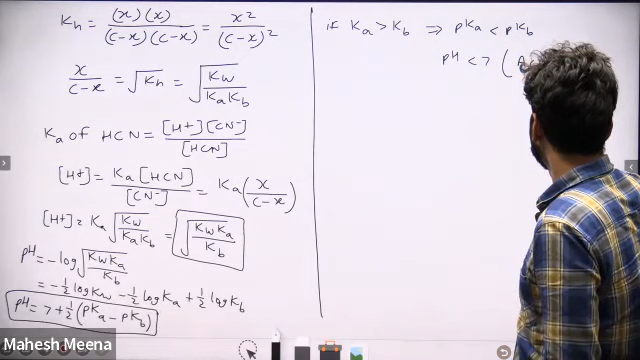 Kh = (x)(x) / (c-x)(c-x) = x² / (c-x)²
x / c-x = √Kh = √(Kw / KaKb)
Ka of HCN = [H+][CN-] / [HCN]
[H+] = Ka[HCN] / [CN-] = Ka(x / c-x)
[H+] = Ka √(Kw / KaKb) = √(KwKa / Kb)
pH = -log √(KwKa / Kb)
= -½ log Kw - ½ log Ka + ½ log Kb
pH = 7 + ½ (pKa - pKb)
if Ka > Kb ⇒ pKa < pKb
pH < 7 (
Mahesh Meena